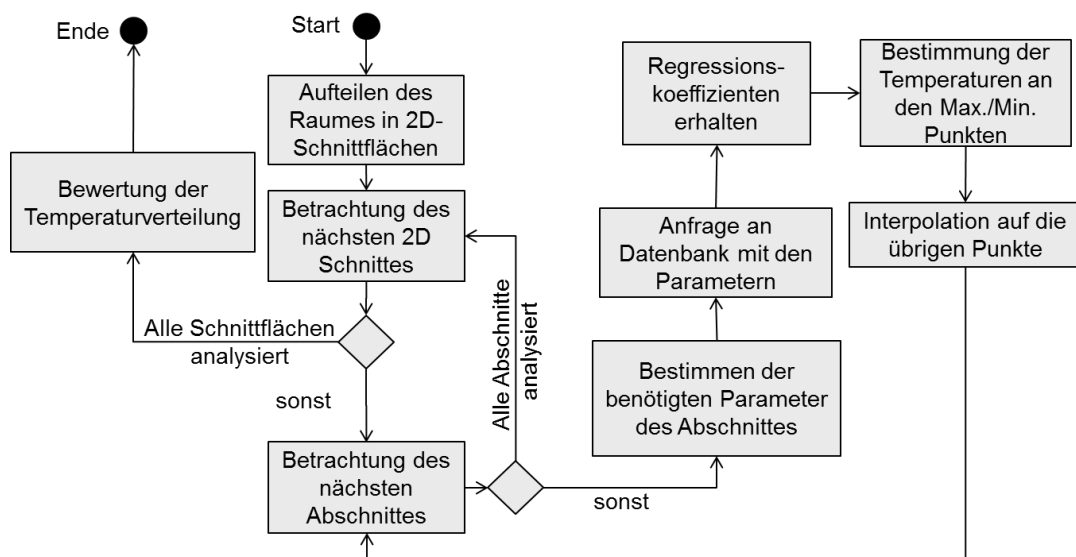 Ende
Start
Aufteilen des
Raumes in 2D-
Schnittflächen
Bewertung der
Temperaturverteilung
Betrachtung des
nächsten 2D
Schnittes
Alle Schnittflächen
analysiert
sonst
Betrachtung des
nächsten
Abschnittes
Alle Abschnitte
analysiert
sonst
Bestimmen der
benötigten Parameter
des Abschnittes
Anfrage an
Datenbank mit den
Parametern
Regressions-
koeffizienten
erhalten
Bestimmung der
Temperaturen an
den Max./Min.
Punkten
Interpolation auf die
übrigen Punkte